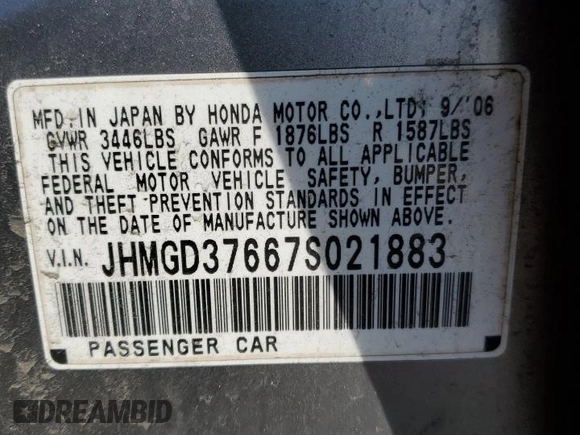 MFD. IN JAPAN BY HONDA MOTOR CO., LTD; 9/'06
GVWR 3446LBS GAWR F 1876LBS R 1587LBS
THIS VEHICLE CONFORMS TO ALL APPLICABLE
FEDERAL MOTOR VEHICLE SAFETY, BUMPER,
AND THEFT-PREVENTION STANDARDS IN EFFECT
ON THE DATE OF MANUFACTURE SHOWN ABOVE.
V.I.N. JHMGD37667S021883
PASSENGER CAR
DREAMBID